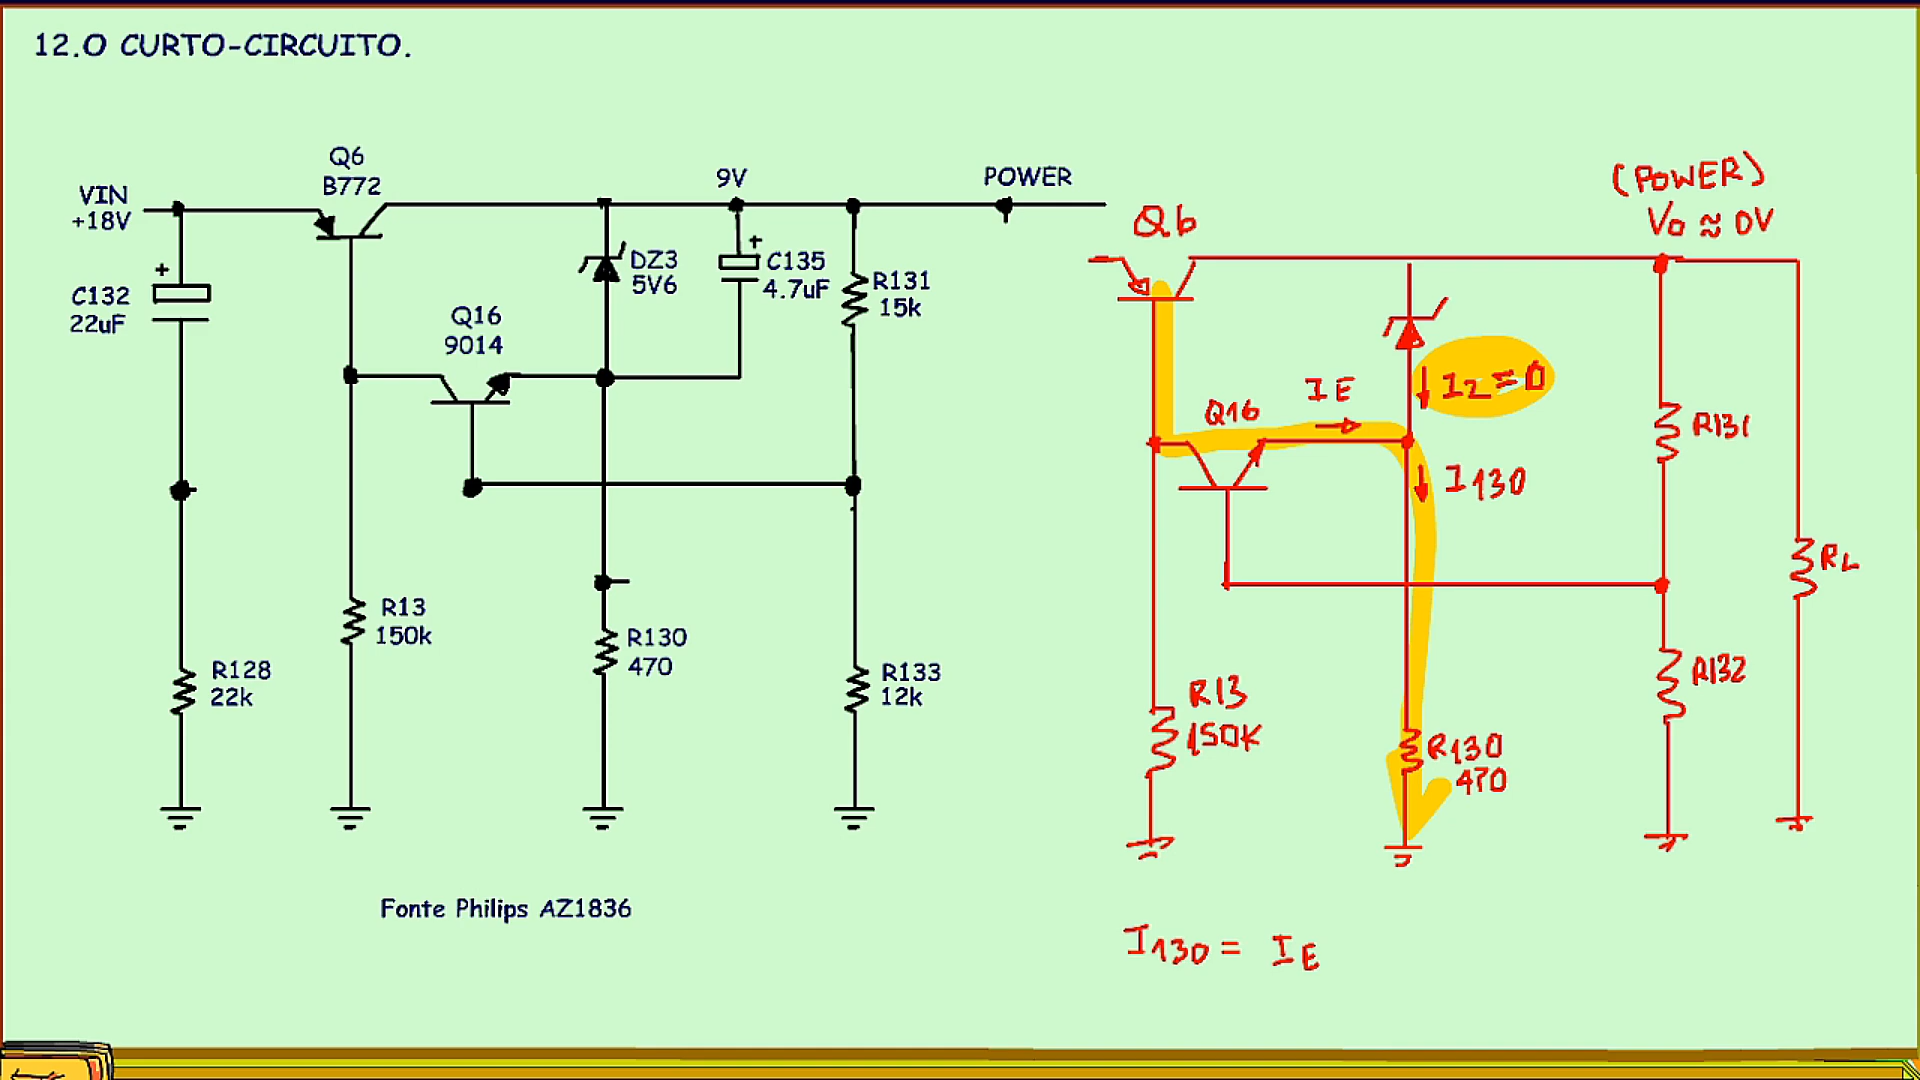 12.O CURTO-CIRCUITO.
VIN
+18V
Q6
B772
9V
POWER
+
C132
22uF
DZ3
5V6
+
C135
4.7uF
R131
15k
Q16
9014
R13
150k
R128
22k
R130
470
R133
12k
Fonte Philips AZ1836
(POWER)
Vo ≈ 0V
Q6
IZ = 0
IE
Q16
I130
R131
RL
R13
150K
R132
R130
470
I130 = IE